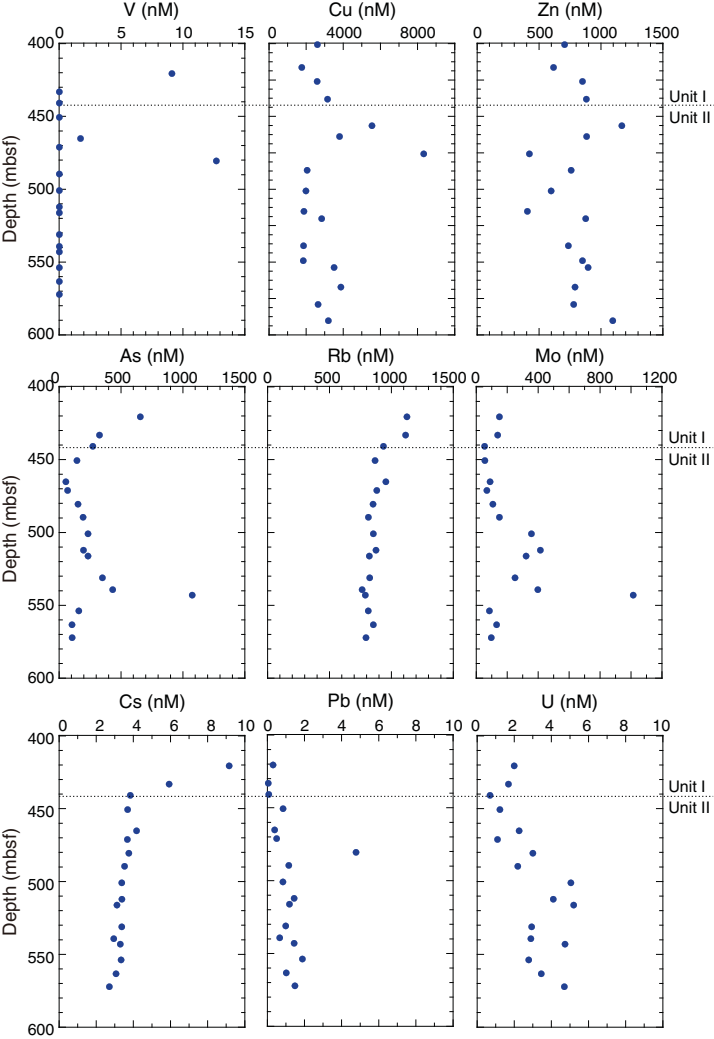 V (nM) Cu (nM) Zn (nM)
0 5 10 15 0 4000 8000 0 500 1000 1500
400
450
500
550
600
Depth (mbsf)
Unit I
Unit II
As (nM) Rb (nM) Mo (nM)
0 500 1000 1500 0 500 1000 1500 0 400 800 1200
400
450
500
550
600
Depth (mbsf)
Unit I
Unit II
Cs (nM) Pb (nM) U (nM)
0 2 4 6 8 10 0 2 4 6 8 10 0 2 4 6 8 10
400
450
500
550
600
Depth (mbsf)
Unit I
Unit II